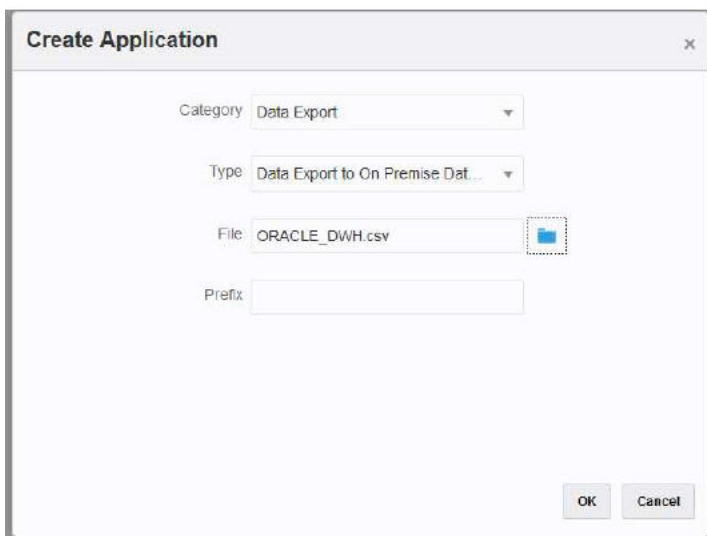 Create Application ×
Category Data Export
Type Data Export to On Premise Dat...
File ORACLE_DWH.csv
Prefix
OK Cancel